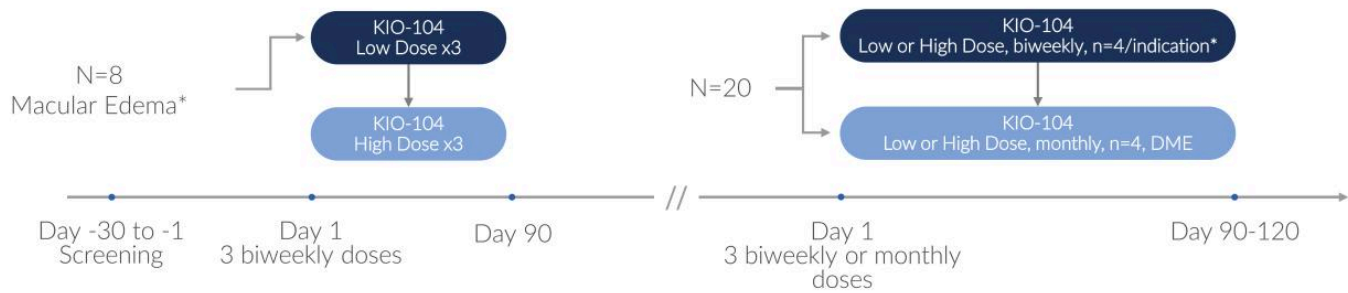 N=8
Macular Edema*
KIO-104
Low Dose x3
KIO-104
High Dose x3
N=20
KIO-104
Low or High Dose, biweekly, n=4/indication*
KIO-104
Low or High Dose, monthly, n=4, DME
//
Day -30 to -1
Screening
Day 1
3 biweekly doses
Day 90
Day 1
3 biweekly or monthly
doses
Day 90-120